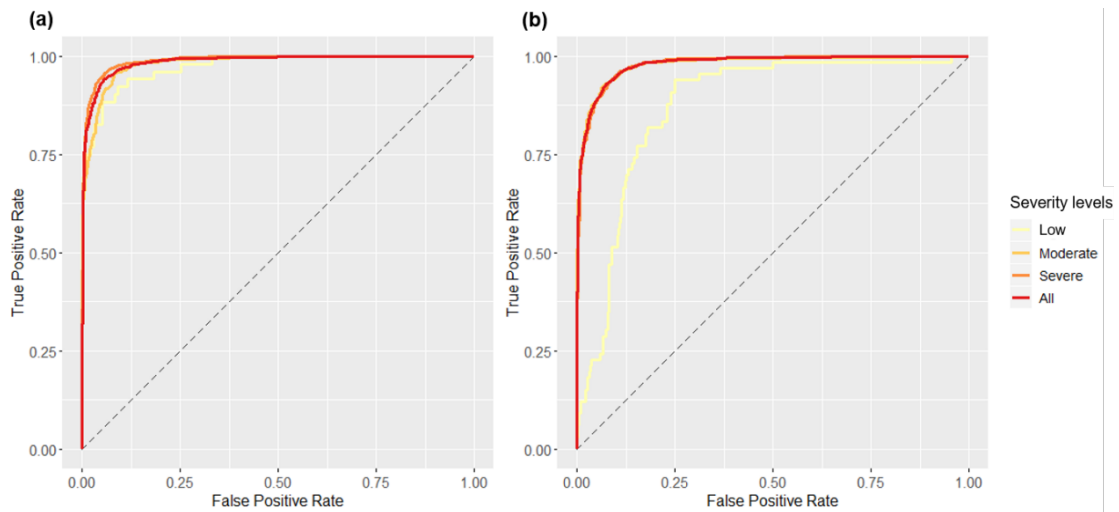 (a)
(b)
True Positive Rate
1.00
0.75
0.50
0.25
0.00
0.00 0.25 0.50 0.75 1.00
False Positive Rate
True Positive Rate
1.00
0.75
0.50
0.25
0.00
0.00 0.25 0.50 0.75 1.00
False Positive Rate
Severity levels
Low
Moderate
Severe
All